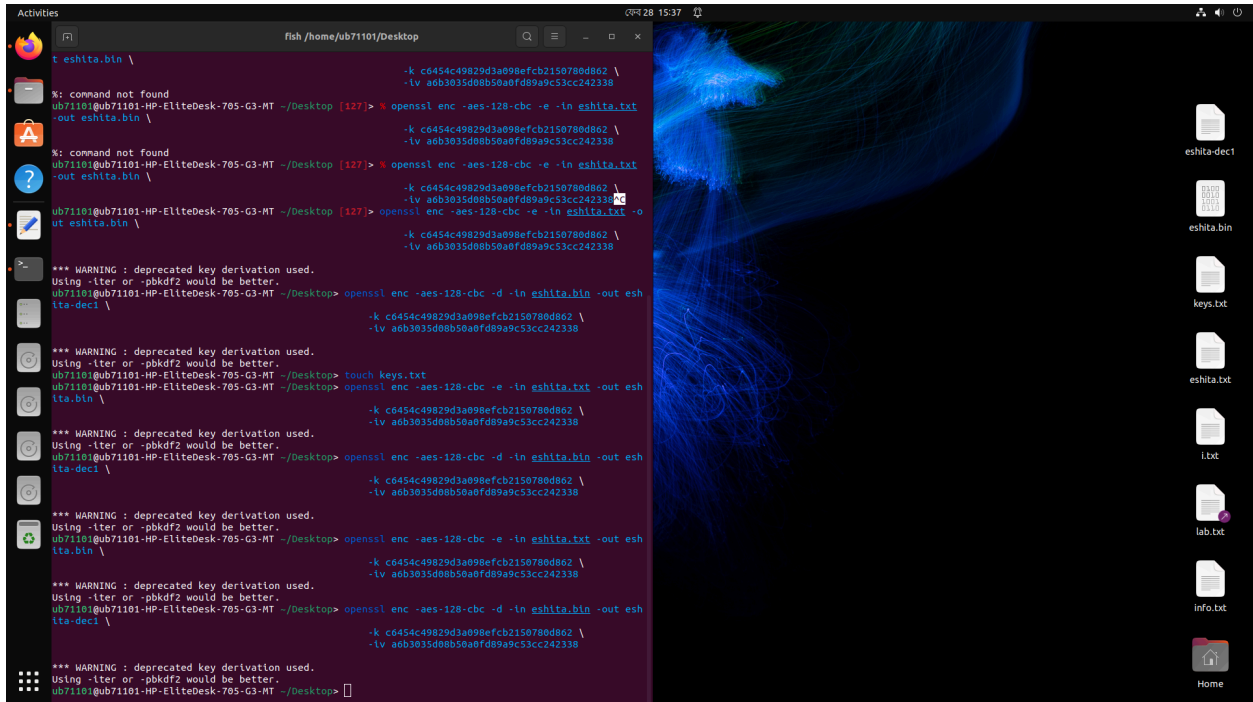 Activities
ফেব 28 15:37
fish /home/ub71101/Desktop
t eshita.bin \
-k c6454c49829d3a098efcb2150780d862 \
-iv a6b3035d08b50a0fd89a9c53cc242338
%: command not found
ub71101@ub71101-HP-EliteDesk-705-G3-MT ~/Desktop [127]> % openssl enc -aes-128-cbc -e -in eshita.txt
-out eshita.bin \
-k c6454c49829d3a098efcb2150780d862 \
-iv a6b3035d08b50a0fd89a9c53cc242338
%: command not found
ub71101@ub71101-HP-EliteDesk-705-G3-MT ~/Desktop [127]> % openssl enc -aes-128-cbc -e -in eshita.txt
-out eshita.bin \
-k c6454c49829d3a098efcb2150780d862 \
-iv a6b3035d08b50a0fd89a9c53cc242338^C
ub71101@ub71101-HP-EliteDesk-705-G3-MT ~/Desktop [127]> openssl enc -aes-128-cbc -e -in eshita.txt -o
ut eshita.bin \
-k c6454c49829d3a098efcb2150780d862 \
-iv a6b3035d08b50a0fd89a9c53cc242338
*** WARNING : deprecated key derivation used.
Using -iter or -pbkdf2 would be better.
ub71101@ub71101-HP-EliteDesk-705-G3-MT ~/Desktop> openssl enc -aes-128-cbc -d -in eshita.bin -out esh
ita-dec1 \
-k c6454c49829d3a098efcb2150780d862 \
-iv a6b3035d08b50a0fd89a9c53cc242338
*** WARNING : deprecated key derivation used.
Using -iter or -pbkdf2 would be better.
ub71101@ub71101-HP-EliteDesk-705-G3-MT ~/Desktop> touch keys.txt
ub71101@ub71101-HP-EliteDesk-705-G3-MT ~/Desktop> openssl enc -aes-128-cbc -e -in eshita.txt -out esh
ita.bin \
-k c6454c49829d3a098efcb2150780d862 \
-iv a6b3035d08b50a0fd89a9c53cc242338
*** WARNING : deprecated key derivation used.
Using -iter or -pbkdf2 would be better.
ub71101@ub71101-HP-EliteDesk-705-G3-MT ~/Desktop> openssl enc -aes-128-cbc -d -in eshita.bin -out esh
ita-dec1 \
-k c6454c49829d3a098efcb2150780d862 \
-iv a6b3035d08b50a0fd89a9c53cc242338
*** WARNING : deprecated key derivation used.
Using -iter or -pbkdf2 would be better.
ub71101@ub71101-HP-EliteDesk-705-G3-MT ~/Desktop> openssl enc -aes-128-cbc -e -in eshita.txt -out esh
ita.bin \
-k c6454c49829d3a098efcb2150780d862 \
-iv a6b3035d08b50a0fd89a9c53cc242338
*** WARNING : deprecated key derivation used.
Using -iter or -pbkdf2 would be better.
ub71101@ub71101-HP-EliteDesk-705-G3-MT ~/Desktop> openssl enc -aes-128-cbc -d -in eshita.bin -out esh
ita-dec1 \
-k c6454c49829d3a098efcb2150780d862 \
-iv a6b3035d08b50a0fd89a9c53cc242338
*** WARNING : deprecated key derivation used.
Using -iter or -pbkdf2 would be better.
ub71101@ub71101-HP-EliteDesk-705-G3-MT ~/Desktop>
eshita-dec1
eshita.bin
keys.txt
eshita.txt
i.txt
lab.txt
info.txt
Home